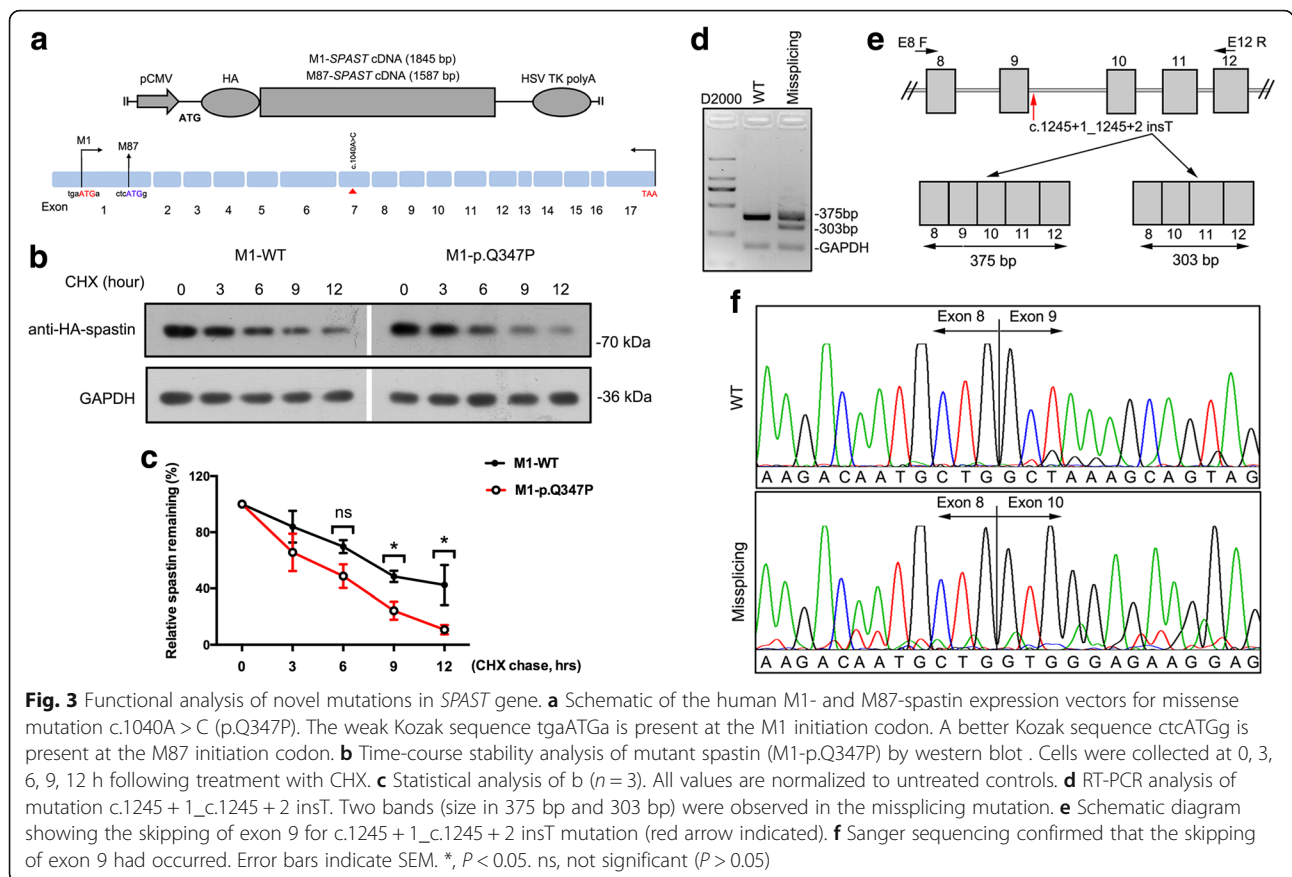 a
M1-SPAST cDNA (1845 bp)
M87-SPAST cDNA (1587 bp)
pCMV
HA
HSV TK polyA
ATG
M1
M87
c.1040A>C
tgaATGa
ctcATGg
TAA
Exon 1 2 3 4 5 6 7 8 9 10 11 12 13 14 15 16 17
b
M1-WT M1-p.Q347P
CHX (hour) 0 3 6 9 12 0 3 6 9 12
anti-HA-spastin
-70 kDa
GAPDH
-36 kDa
c
Relative spastin remaining (%)
120
80
40
0
M1-WT
M1-p.Q347P
ns
*
*
0 3 6 9 12 (CHX chase, hrs)
d
D2000
WT
Missplicing
-375bp
-303bp
-GAPDH
e
E8 F
E12 R
8 9 10 11 12
c.1245+1_1245+2 insT
8 9 10 11 12
375 bp
8 10 11 12
303 bp
f
Exon 8 Exon 9
WT
A A G A C A A T G C T G G C T A A A G C A G T A G
Exon 8 Exon 10
Missplicing
A A G A C A A T G C T G G T G G G A G A A G G A G
Fig. 3 Functional analysis of novel mutations in SPAST gene. a Schematic of the human M1- and M87-spastin expression vectors for missense
mutation c.1040A > C (p.Q347P). The weak Kozak sequence tgaATGa is present at the M1 initiation codon. A better Kozak sequence ctcATGg is
present at the M87 initiation codon. b Time-course stability analysis of mutant spastin (M1-p.Q347P) by western blot . Cells were collected at 0, 3,
6, 9, 12 h following treatment with CHX. c Statistical analysis of b (n = 3). All values are normalized to untreated controls. d RT-PCR analysis of
mutation c.1245 + 1_c.1245 + 2 insT. Two bands (size in 375 bp and 303 bp) were observed in the missplicing mutation. e Schematic diagram
showing the skipping of exon 9 for c.1245 + 1_c.1245 + 2 insT mutation (red arrow indicated). f Sanger sequencing confirmed that the skipping
of exon 9 had occurred. Error bars indicate SEM. *, P < 0.05. ns, not significant (P > 0.05)